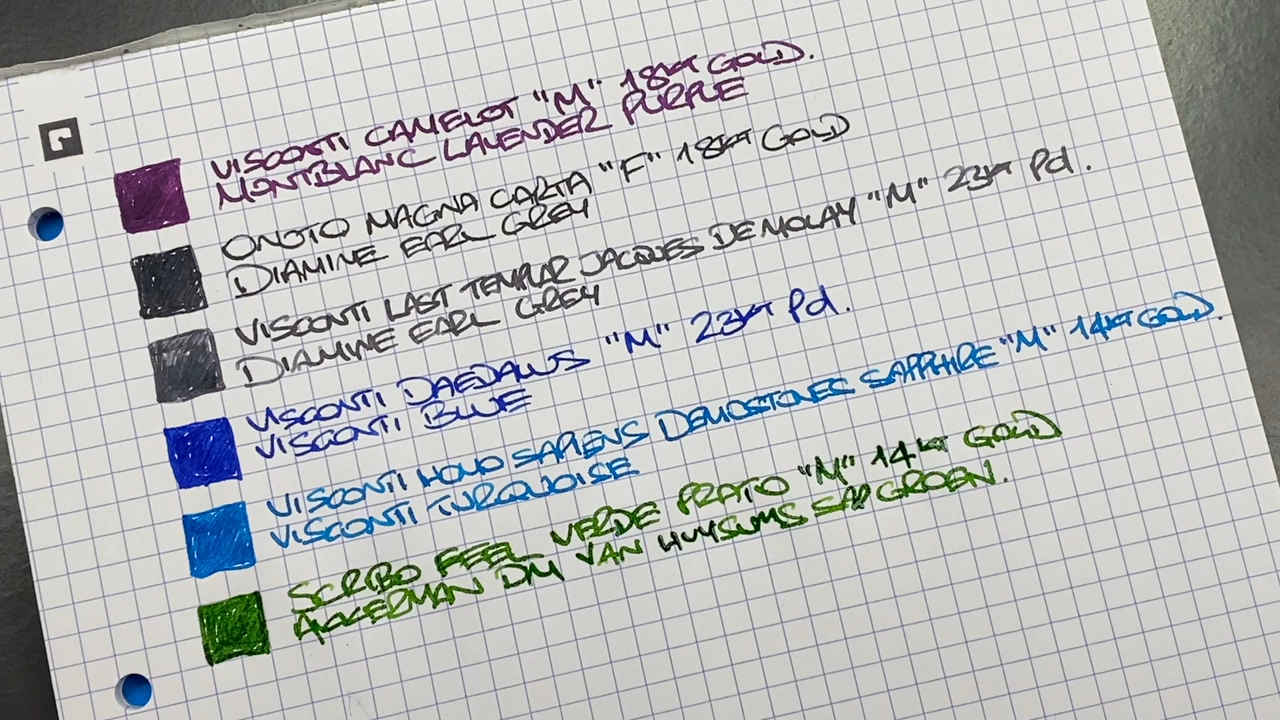 VISCONTI CAMELOT "M" 18KT GOLD.
MONTBLANC LAVENDER PURPLE
ONOTO MAGNA CARTA "F" 18KT GOLD
DIAMINE EARL GREY
VISCONTI LAST TEMPLAR JACQUES DE MOLAY "M" 23KT Pd.
DIAMINE EARL GREY
VISCONTI DAEDALUS "M" 23KT Pd.
VISCONTI BLUE
VISCONTI HOMO SAPIENS DEMOSTONES SAPPHIRE "M" 14KT GOLD.
VISCONTI TURQUOISE
SCRIBO FEEL VERDE PRATO "M" 14KT GOLD
AKKERMAN DM VAN HUYSUMS SAP GROEN.